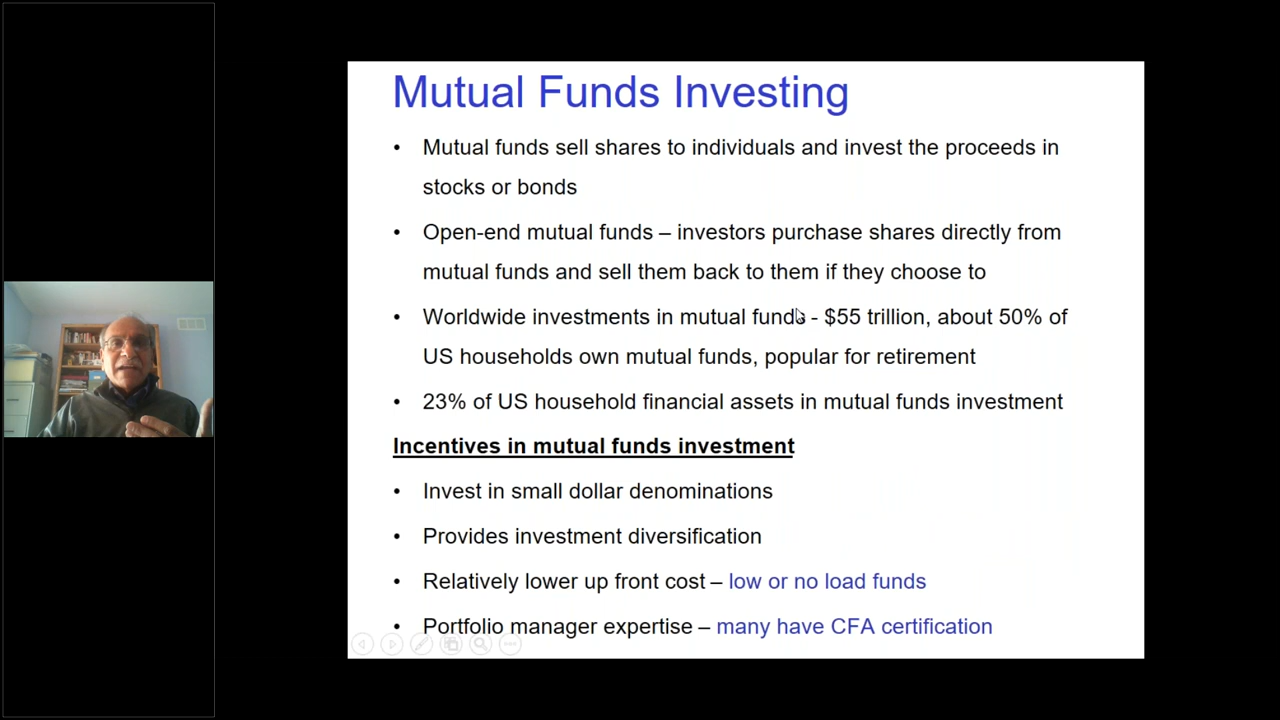 Mutual Funds Investing
• Mutual funds sell shares to individuals and invest the proceeds in
stocks or bonds
• Open-end mutual funds – investors purchase shares directly from
mutual funds and sell them back to them if they choose to
• Worldwide investments in mutual funds - $55 trillion, about 50% of
US households own mutual funds, popular for retirement
• 23% of US household financial assets in mutual funds investment
Incentives in mutual funds investment
• Invest in small dollar denominations
• Provides investment diversification
• Relatively lower up front cost – low or no load funds
• Portfolio manager expertise – many have CFA certification